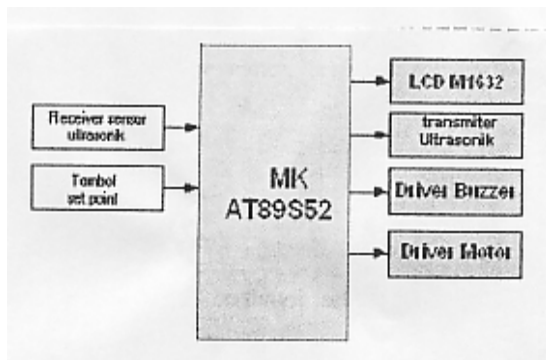 Receiver sensor
ultrasonik
Tombol
set point
MK
AT89S52
LCD M1632
transmiter
Ultrasonik
Driver Buzzer
Driver Motor